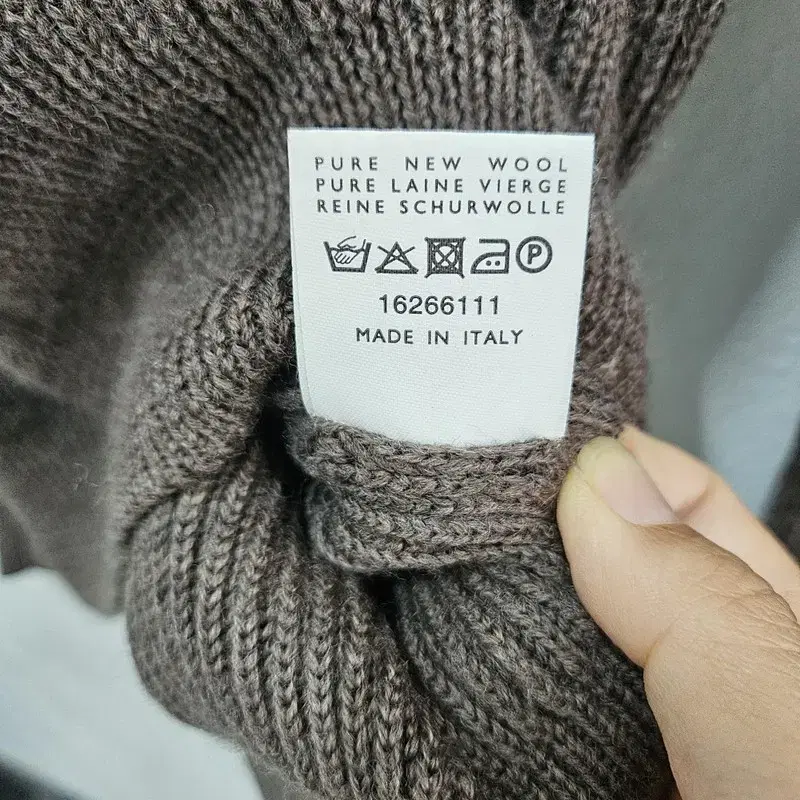 PURE NEW WOOL
PURE LAINE VIERGE
REINE SCHURWOLLE
P
16266111
MADE IN ITALY